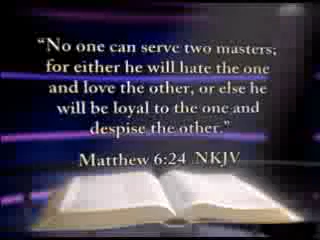 “No one can serve two masters;
for either he will hate the one
and love the other, or else he
will be loyal to the one and
despise the other.”
Matthew 6:24 NKJV